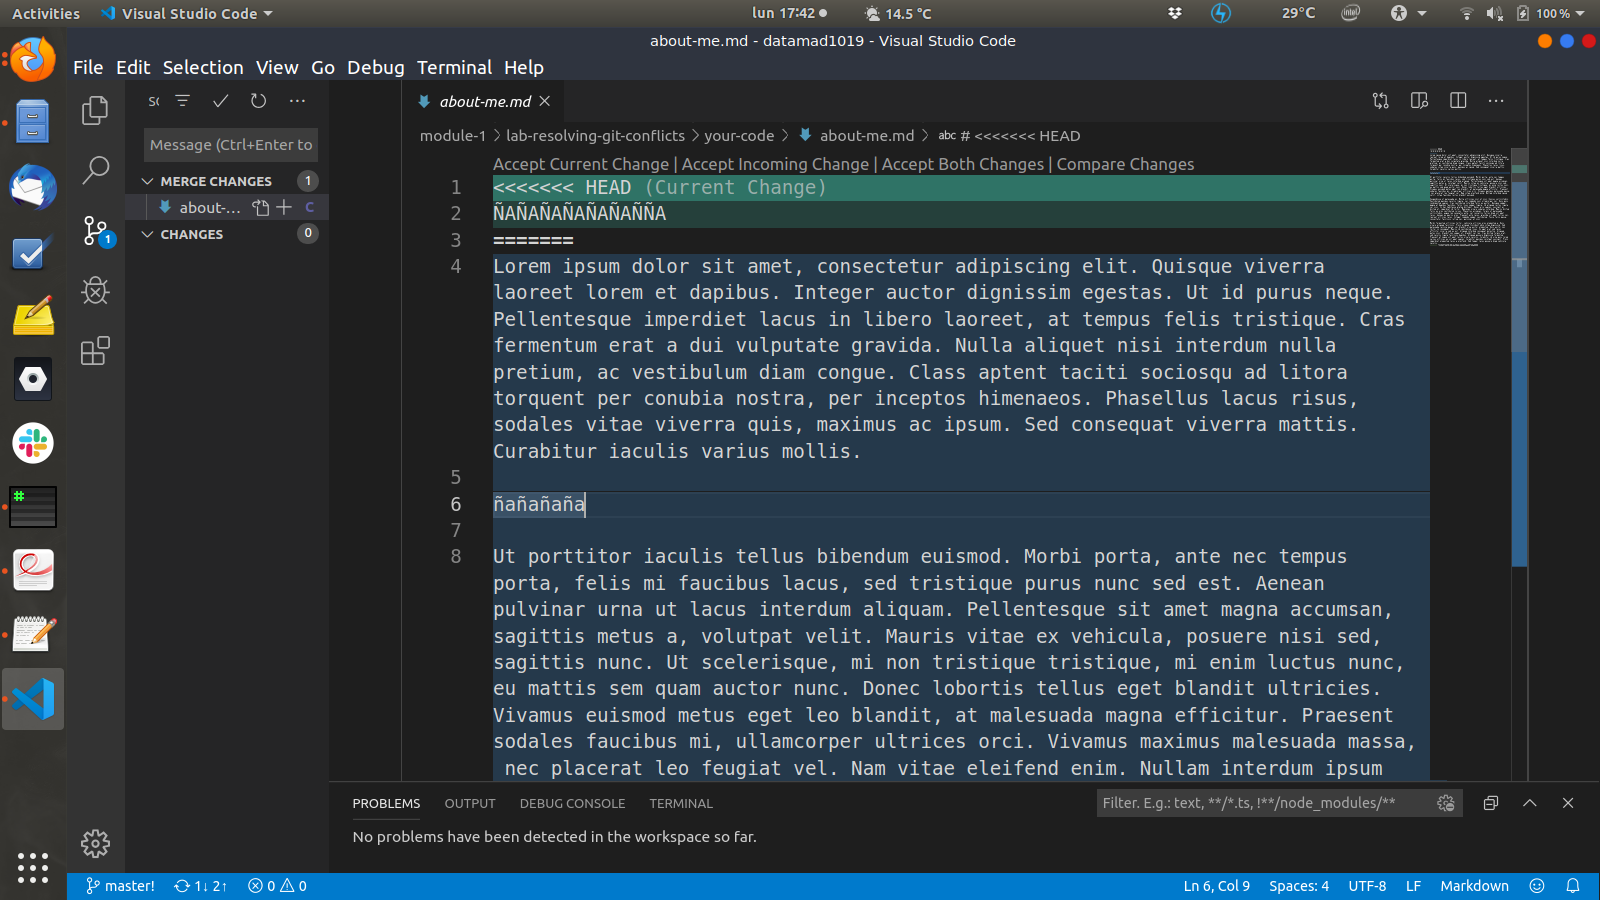 Activities Visual Studio Code lun 17:42 14.5 °C 29°C intel 100 %
about-me.md - datamad1019 - Visual Studio Code
File Edit Selection View Go Debug Terminal Help
about-me.md
module-1 lab-resolving-git-conflicts your-code about-me.md abc # <<<<<<< HEAD
Message (Ctrl+Enter to
MERGE CHANGES 1
about-... C
CHANGES 0
1
Accept Current Change | Accept Incoming Change | Accept Both Changes | Compare Changes
1 <<<<<<< HEAD (Current Change)
2 ÑAÑAÑAÑAÑAÑAÑÑA
3 =======
4 Lorem ipsum dolor sit amet, consectetur adipiscing elit. Quisque viverra
laoreet lorem et dapibus. Integer auctor dignissim egestas. Ut id purus neque.
Pellentesque imperdiet lacus in libero laoreet, at tempus felis tristique. Cras
fermentum erat a dui vulputate gravida. Nulla aliquet nisi interdum nulla
pretium, ac vestibulum diam congue. Class aptent taciti sociosqu ad litora
torquent per conubia nostra, per inceptos himenaeos. Phasellus lacus risus,
sodales vitae viverra quis, maximus ac ipsum. Sed consequat viverra mattis.
Curabitur iaculis varius mollis.
5
6 ñañañaña
7
8 Ut porttitor iaculis tellus bibendum euismod. Morbi porta, ante nec tempus
porta, felis mi faucibus lacus, sed tristique purus nunc sed est. Aenean
pulvinar urna ut lacus interdum aliquam. Pellentesque sit amet magna accumsan,
sagittis metus a, volutpat velit. Mauris vitae ex vehicula, posuere nisi sed,
sagittis nunc. Ut scelerisque, mi non tristique tristique, mi enim luctus nunc,
eu mattis sem quam auctor nunc. Donec lobortis tellus eget blandit ultricies.
Vivamus euismod metus eget leo blandit, at malesuada magna efficitur. Praesent
sodales faucibus mi, ullamcorper ultrices orci. Vivamus maximus malesuada massa,
nec placerat leo feugiat vel. Nam vitae eleifend enim. Nullam interdum ipsum
PROBLEMS OUTPUT DEBUG CONSOLE TERMINAL Filter. E.g.: text, **/*.ts, !**/node_modules/**
No problems have been detected in the workspace so far.
master! 1↓ 2↑ 0 0 Ln 6, Col 9 Spaces: 4 UTF-8 LF Markdown